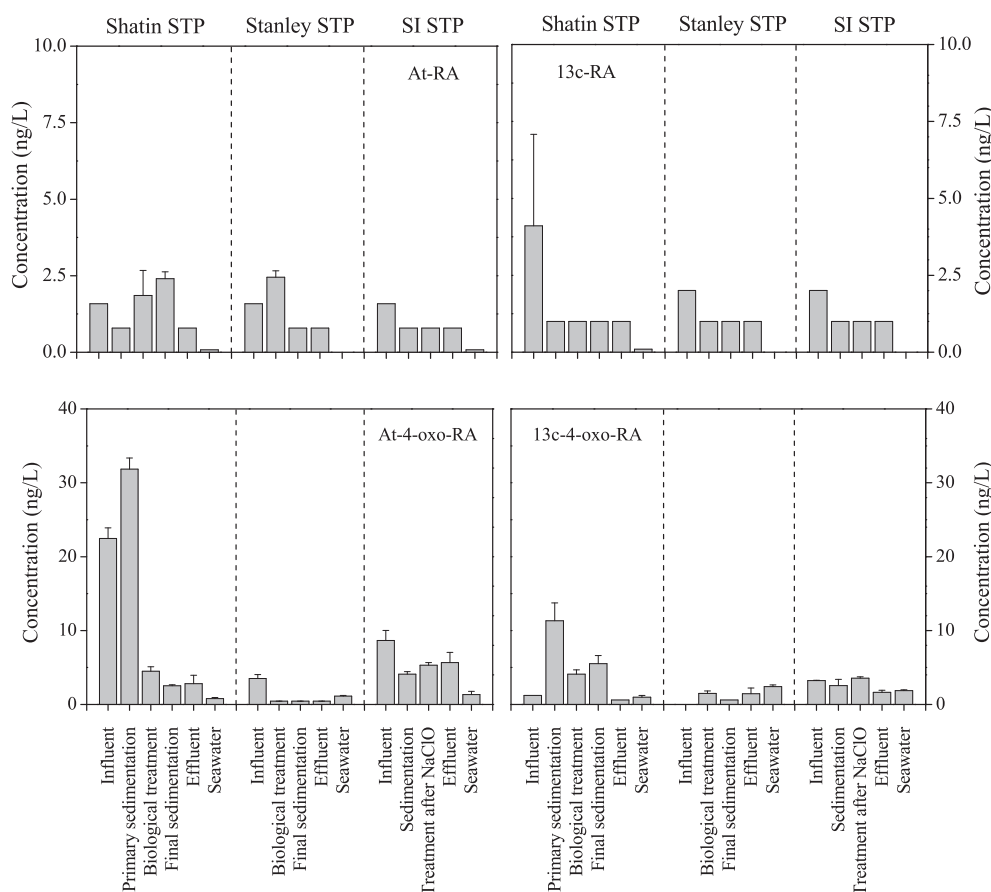 Shatin STP Stanley STP SI STP Shatin STP Stanley STP SI STP
10.0 10.0
At-RA 13c-RA
7.5 7.5
5.0 5.0
2.5 2.5
0.0 0.0
Concentration (ng/L)
Concentration (ng/L)
40 40
At-4-oxo-RA 13c-4-oxo-RA
30 30
20 20
10 10
0 0
Concentration (ng/L)
Concentration (ng/L)
Influent
Primary sedimentation
Biological treatment
Final sedimentation
Effluent
Seawater
Influent
Biological treatment
Final sedimentation
Effluent
Seawater
Influent
Sedimentation
Treatment after NaClO
Effluent
Seawater
Influent
Primary sedimentation
Biological treatment
Final sedimentation
Effluent
Seawater
Influent
Biological treatment
Final sedimentation
Effluent
Seawater
Influent
Sedimentation
Treatment after NaClO
Effluent
Seawater